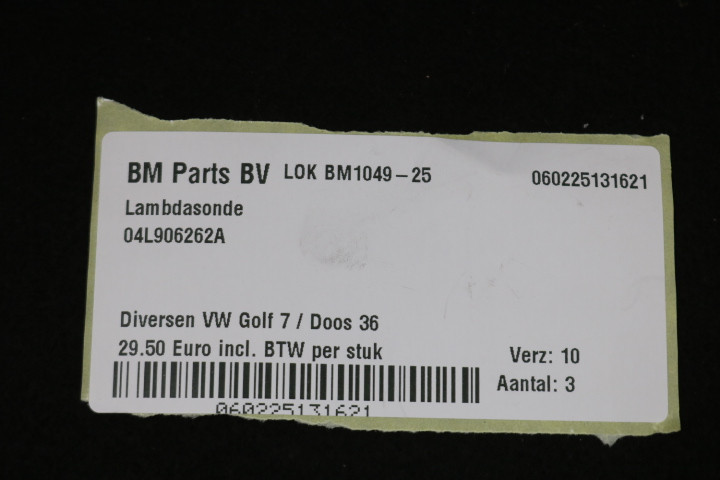 BM Parts BV LOK BM1049-25 060225131621
Lambdasonde
04L906262A
Diversen VW Golf 7 / Doos 36
29.50 Euro incl. BTW per stuk Verz: 10
Aantal: 3
060225131621